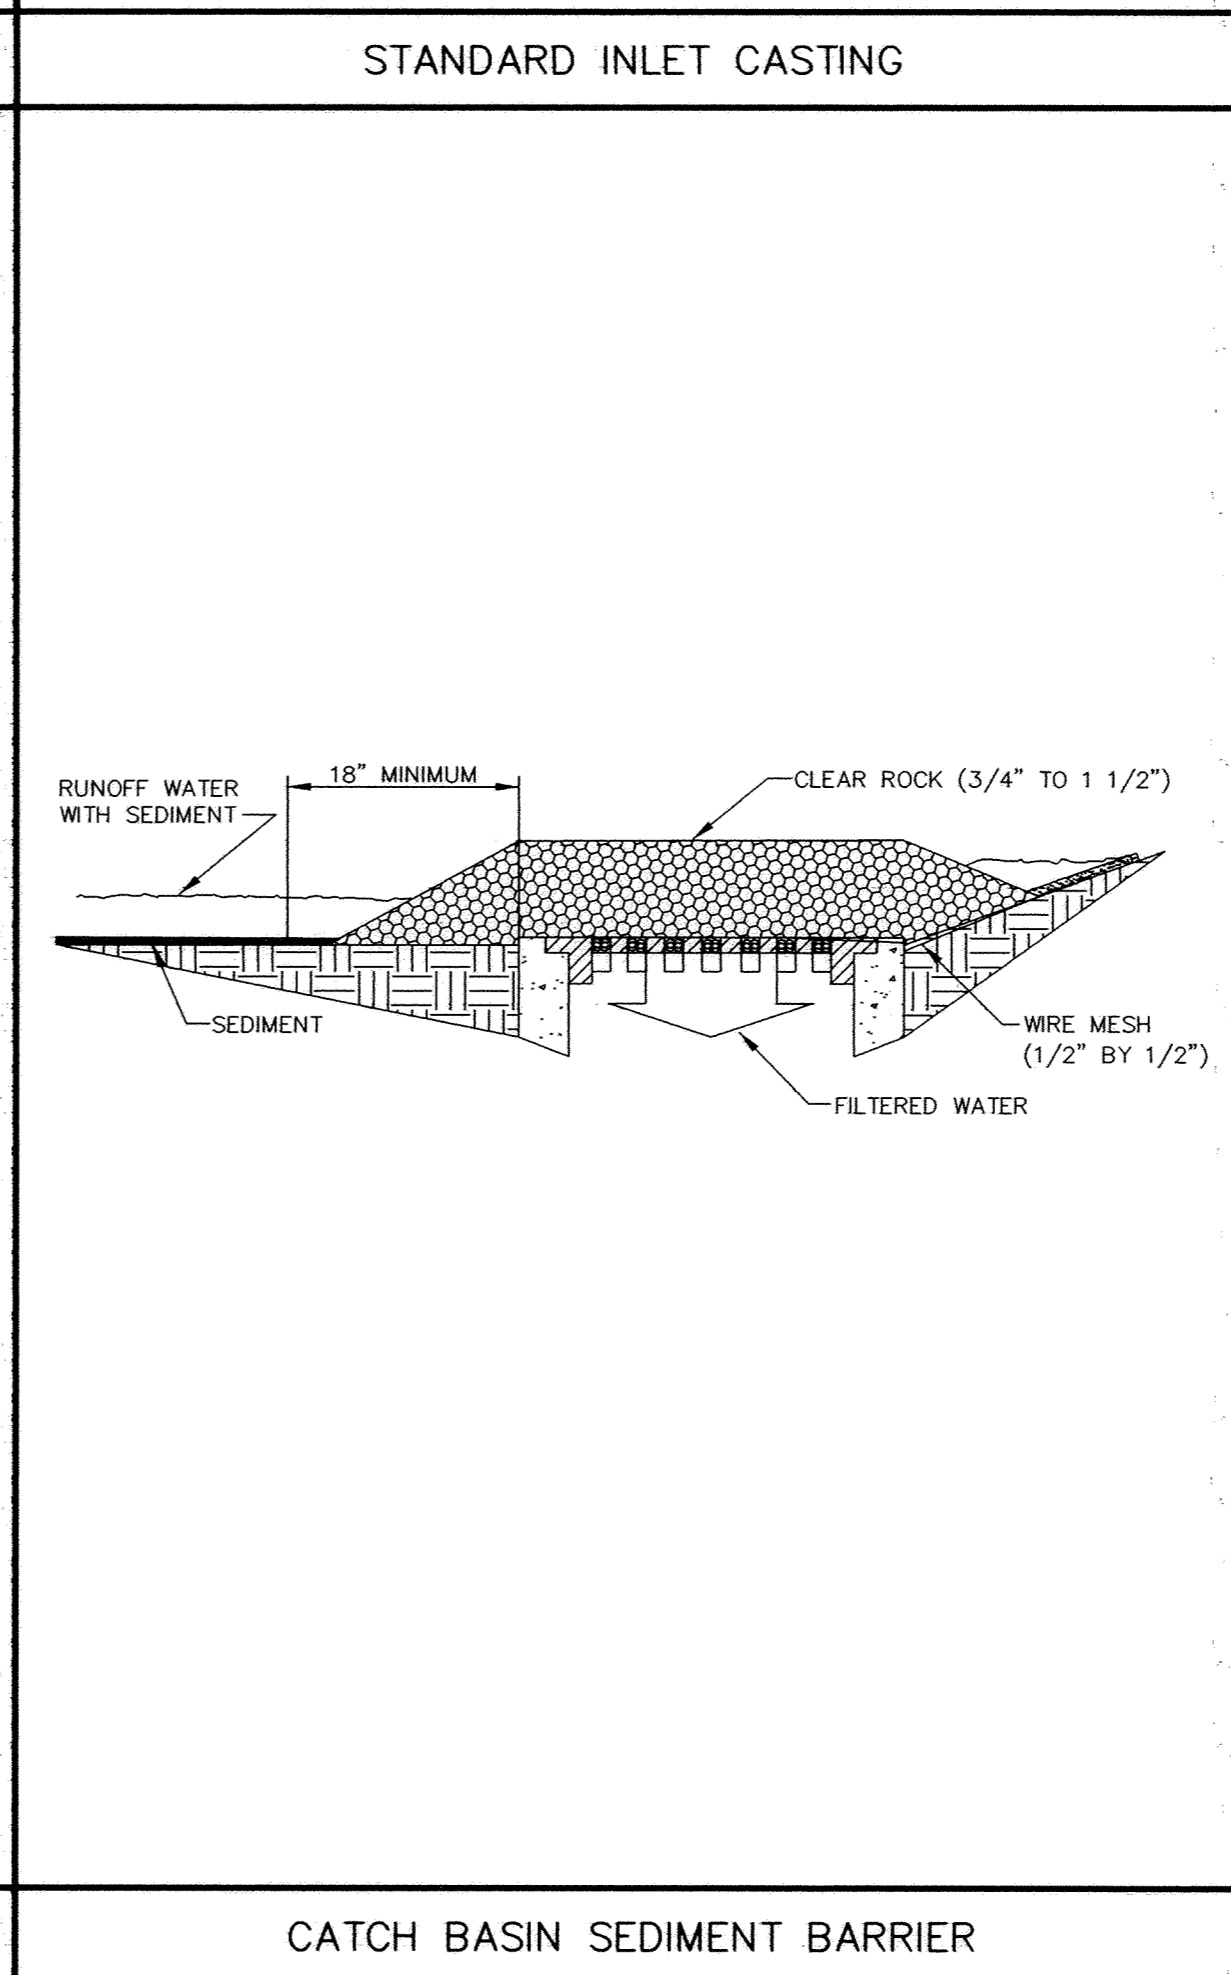 STANDARD INLET CASTING
RUNOFF WATER
WITH SEDIMENT
18” MINIMUM
CLEAR ROCK (3/4” TO 1 1/2”)
SEDIMENT
WIRE MESH
(1/2” BY 1/2”)
FILTERED WATER
CATCH BASIN SEDIMENT BARRIER